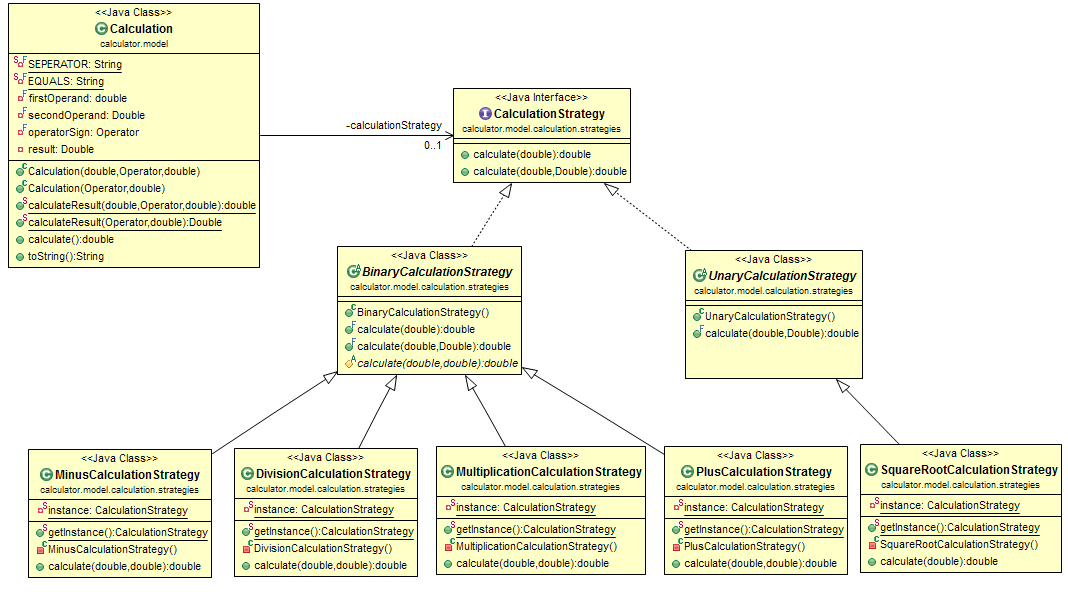 <<Java Class>>
Calculation
calculator.model
SEPERATOR: String
EQUALS: String
firstOperand: double
secondOperand: Double
operatorSign: Operator
result: Double
Calculation(double,Operator,double)
Calculation(Operator,double)
calculateResult(double,Operator,double):double
calculateResult(Operator,double):Double
calculate():double
toString():String
-calculationStrategy
0..1
<<Java Interface>>
CalculationStrategy
calculator.model.calculation.strategies
calculate(double):double
calculate(double,Double):double
<<Java Class>>
BinaryCalculationStrategy
calculator.model.calculation.strategies
BinaryCalculationStrategy()
calculate(double):double
calculate(double,Double):double
calculate(double,double):double
<<Java Class>>
UnaryCalculationStrategy
calculator.model.calculation.strategies
UnaryCalculationStrategy()
calculate(double,Double):double
<<Java Class>>
MinusCalculationStrategy
calculator.model.calculation.strategies
instance: CalculationStrategy
getInstance():CalculationStrategy
MinusCalculationStrategy()
calculate(double,double):double
<<Java Class>>
DivisionCalculationStrategy
calculator.model.calculation.strategies
instance: CalculationStrategy
getInstance():CalculationStrategy
DivisionCalculationStrategy()
calculate(double,double):double
<<Java Class>>
MultiplicationCalculationStrategy
calculator.model.calculation.strategies
instance: CalculationStrategy
getInstance():CalculationStrategy
MultiplicationCalculationStrategy()
calculate(double,double):double
<<Java Class>>
PlusCalculationStrategy
calculator.model.calculation.strategies
instance: CalculationStrategy
getInstance():CalculationStrategy
PlusCalculationStrategy()
calculate(double,double):double
<<Java Class>>
SquareRootCalculationStrategy
calculator.model.calculation.strategies
instance: CalculationStrategy
getInstance():CalculationStrategy
SquareRootCalculationStrategy()
calculate(double):double